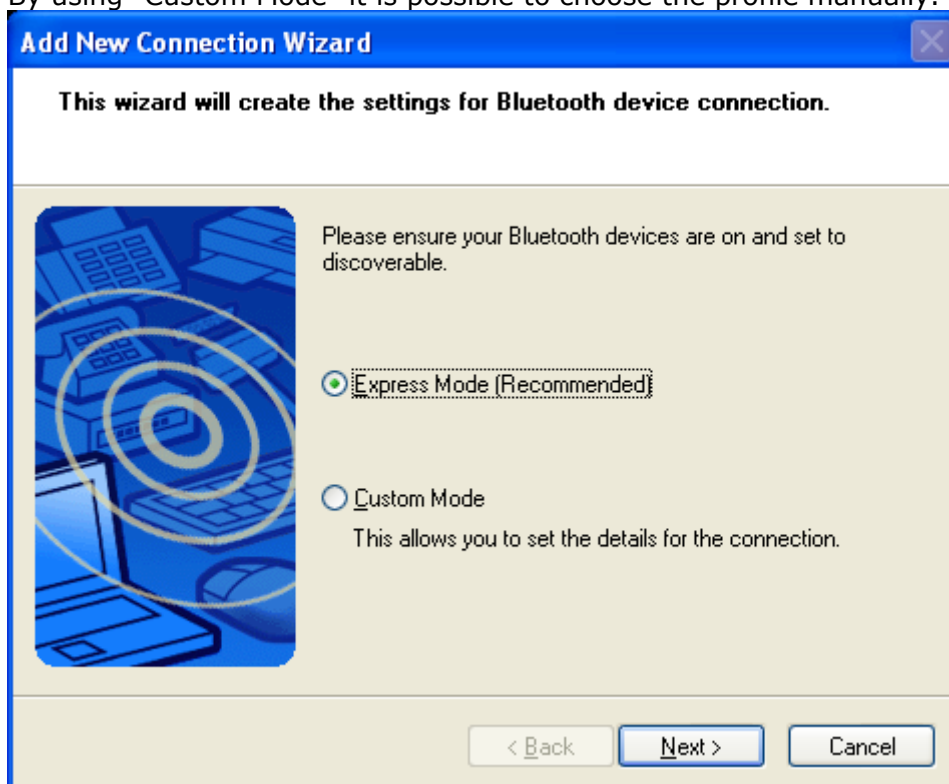 By using "Custom Mode" it is possible to choose the profile manually.
Add New Connection Wizard
This wizard will create the settings for Bluetooth device connection.
Please ensure your Bluetooth devices are on and set to
discoverable.
Express Mode (Recommended)
Custom Mode
This allows you to set the details for the connection.
< Back
Next >
Cancel